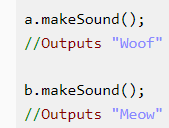 a.makeSound();
//Outputs "Woof"
b.makeSound();
//Outputs "Meow"